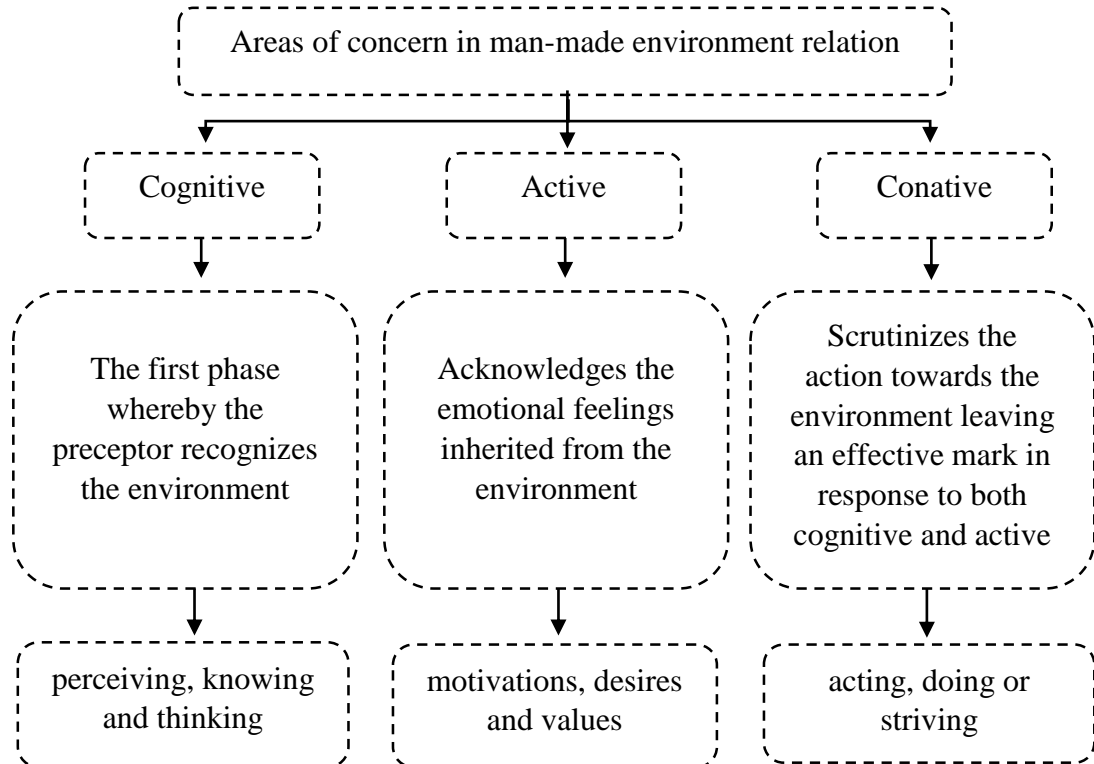 Areas of concern in man-made environment relation
Cognitive
Active
Conative
The first phase
whereby the
preceptor recognizes
the environment
Acknowledges the
emotional feelings
inherited from the
environment
Scrutinizes the
action towards the
environment leaving
an effective mark in
response to both
cognitive and active
perceiving, knowing
and thinking
motivations, desires
and values
acting, doing or
striving